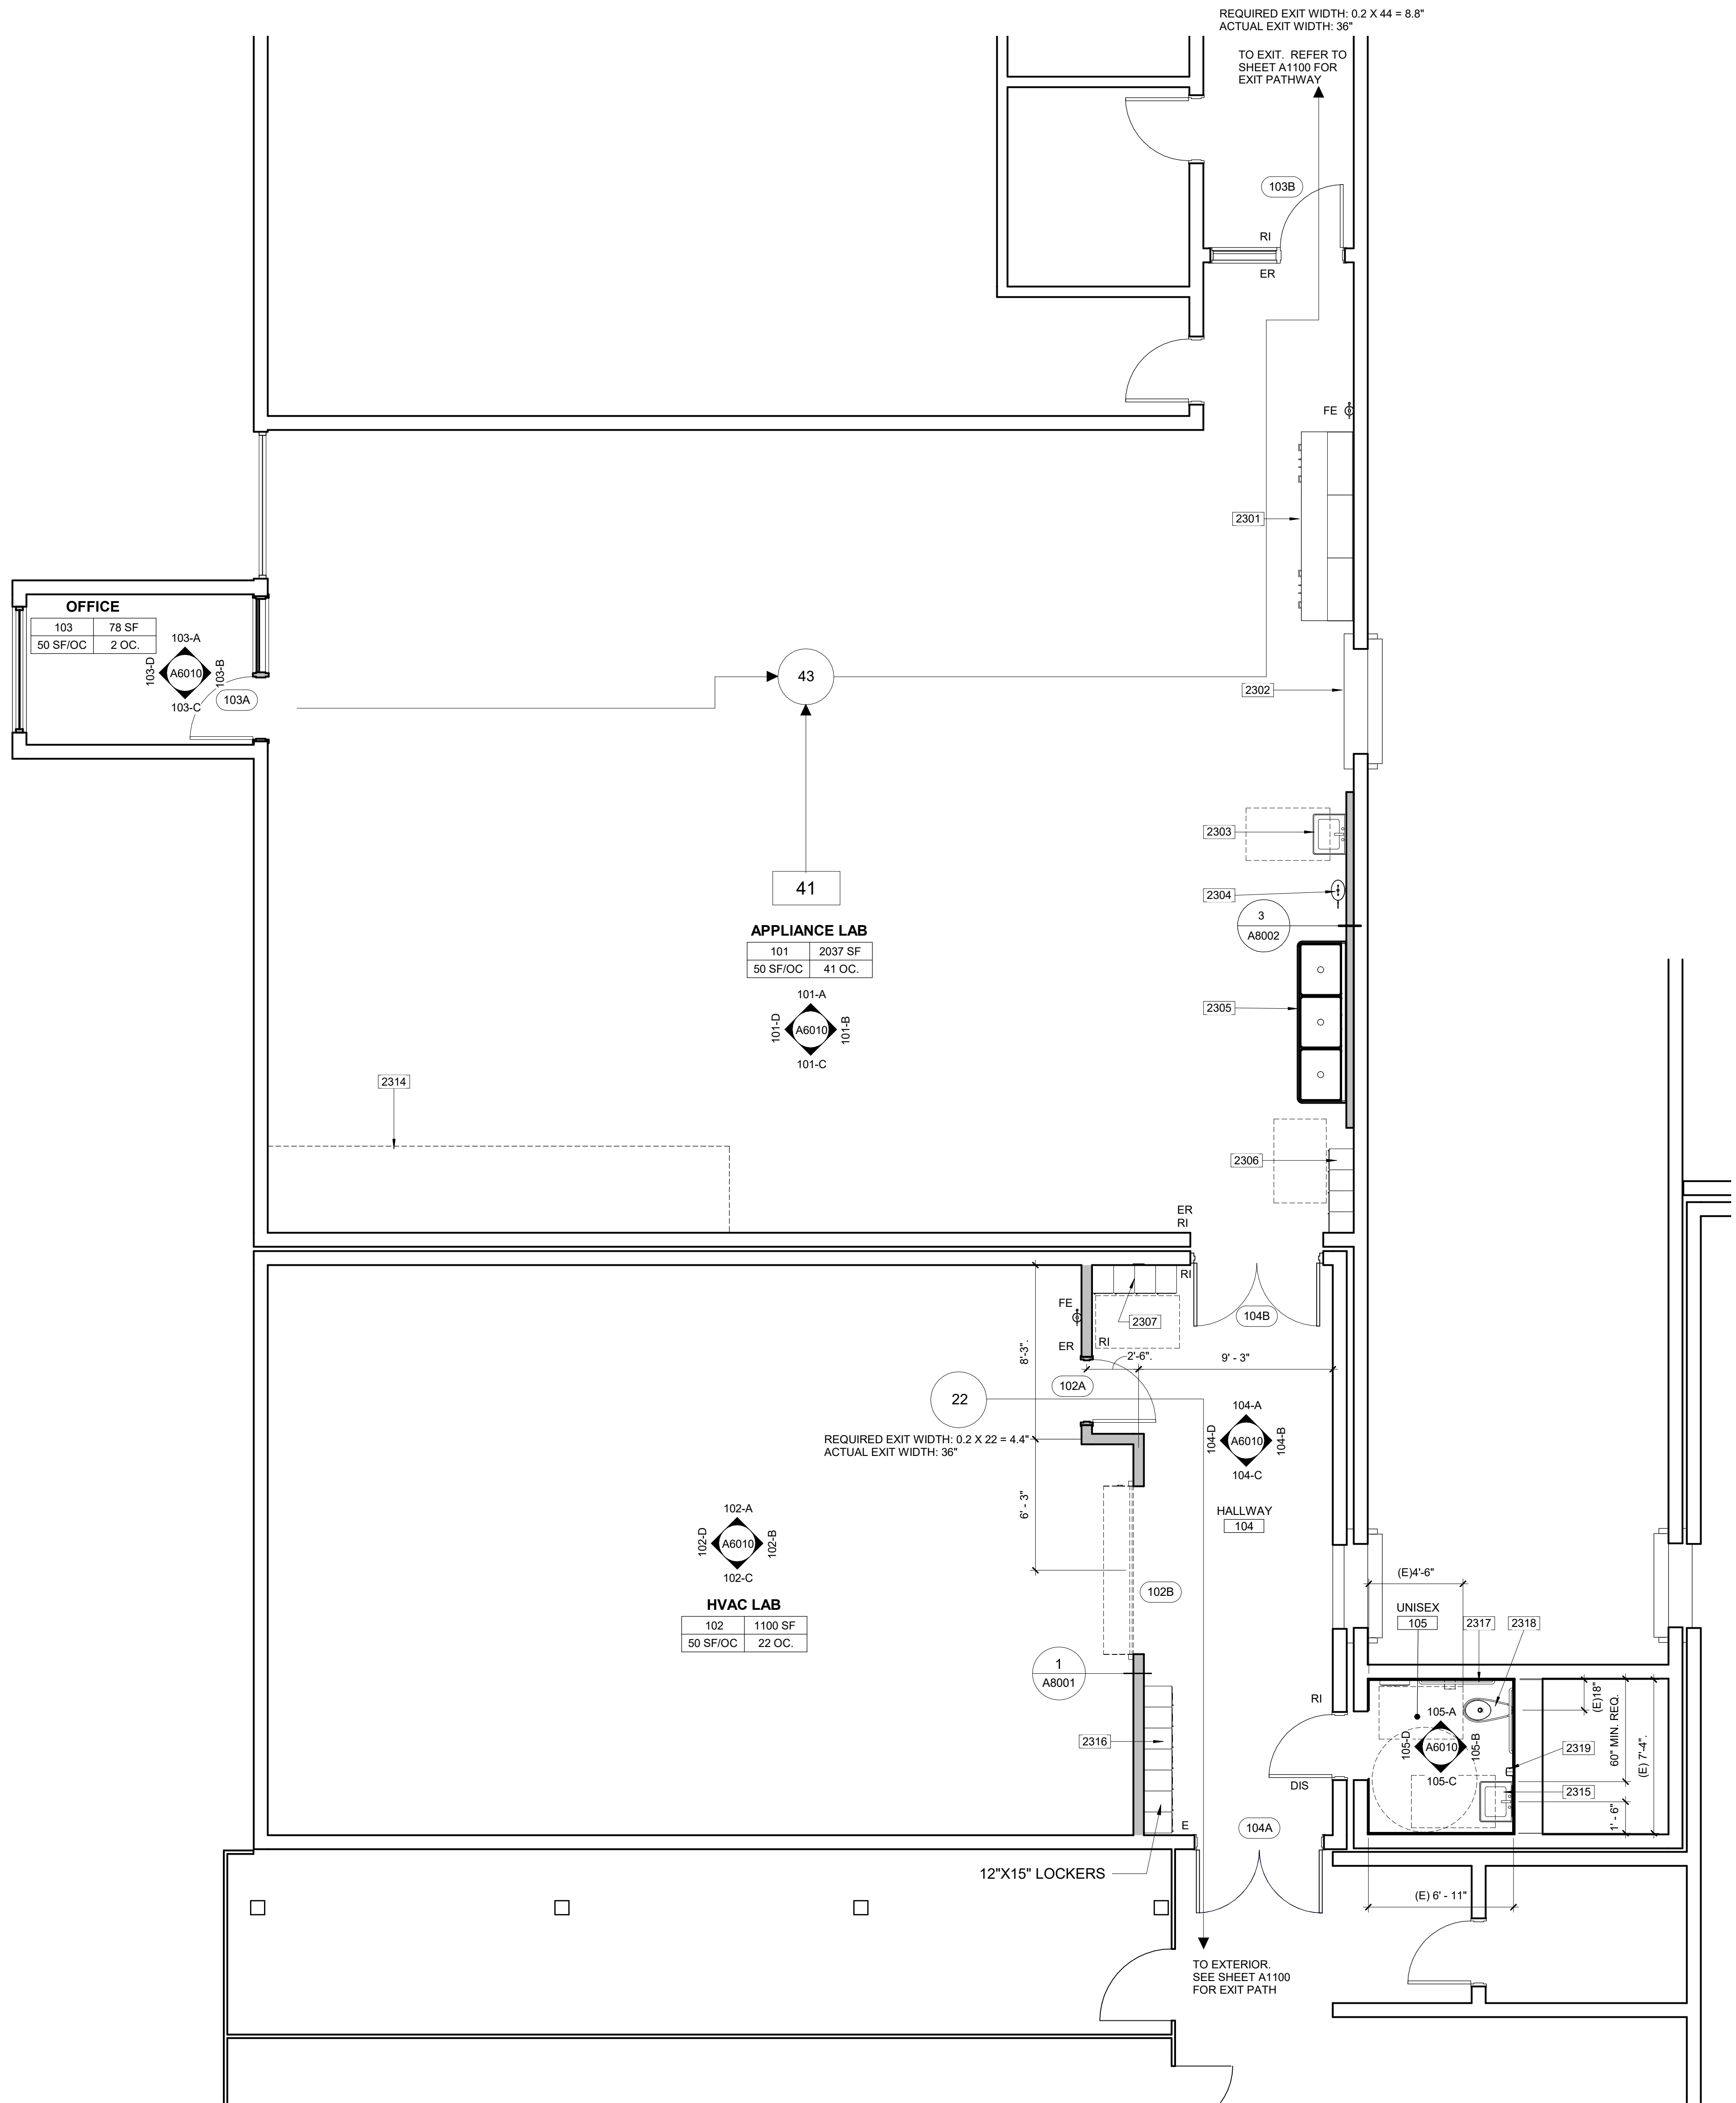 REQUIRED EXIT WIDTH: 0.2 X 44 = 8.8"
ACTUAL EXIT WIDTH: 36"
TO EXIT. REFER TO
SHEET A1100 FOR
EXIT PATHWAY
103B
RI
ER
FE
2301
OFFICE
103 78 SF
50 SF/OC 2 OC.
103-A
103-D
A6010
103-B
103-C
103A
43
2302
2303
41
2304
3
A8002
APPLIANCE LAB
101 2037 SF
50 SF/OC 41 OC.
101-A
101-D
A6010
101-B
101-C
2305
2314
2306
ER
RI
RI
FE
2307
104B
ER
RI
8'-3".
2'-6".
9' - 3"
102A
22
104-A
104-D
A6010
104-B
104-C
REQUIRED EXIT WIDTH: 0.2 X 22 = 4.4"
ACTUAL EXIT WIDTH: 36"
6' - 3"
HALLWAY
104
102-A
102-D
A6010
102-B
102-C
102B
(E)4'-6"
HVAC LAB
102 1100 SF
50 SF/OC 22 OC.
UNISEX
105
2317
2318
1
A8001
RI
(E)18"
60" MIN. REQ.
(E) 7'-4".
105-A
105-D
A6010
105-B
105-C
2316
2319
DIS
2315
1' - 6"
E
104A
12"X15" LOCKERS
(E) 6' - 11"
TO EXTERIOR.
SEE SHEET A1100
FOR EXIT PATH